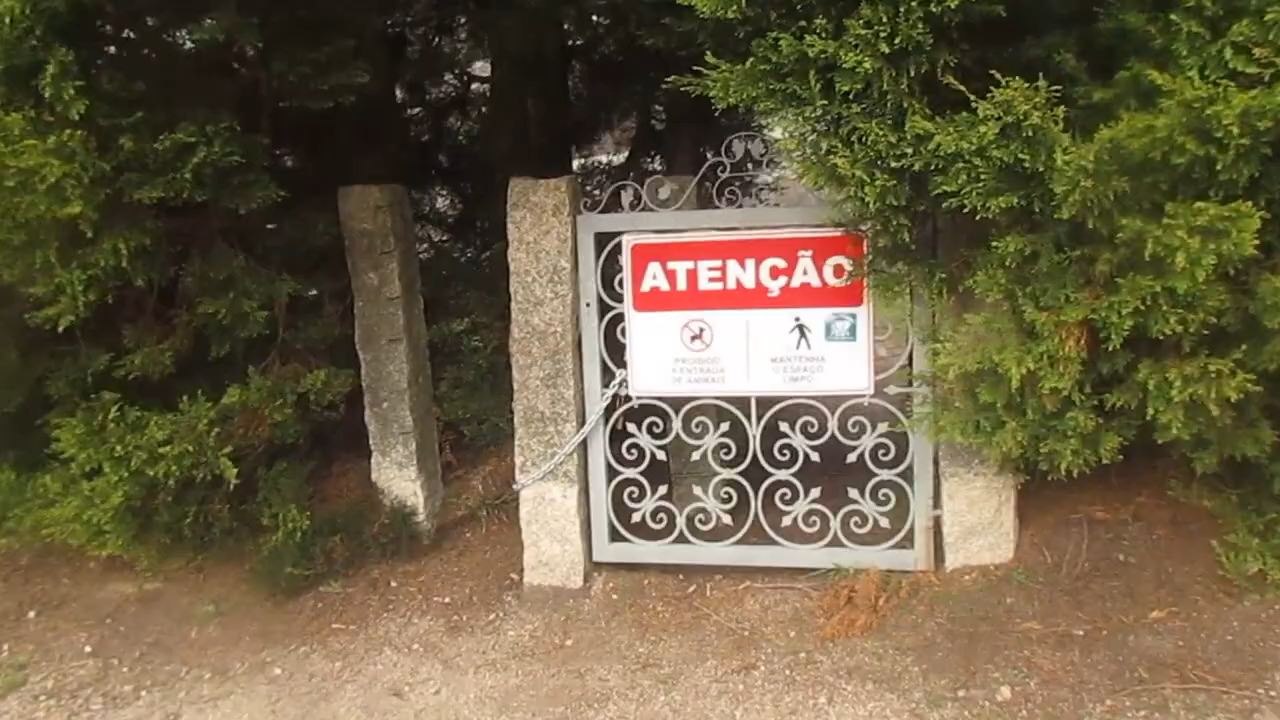 ATENÇÃO
PROIBIDO
A ENTRADA
DE ANIMAIS
MANTENHA
O ESPAÇO
LIMPO